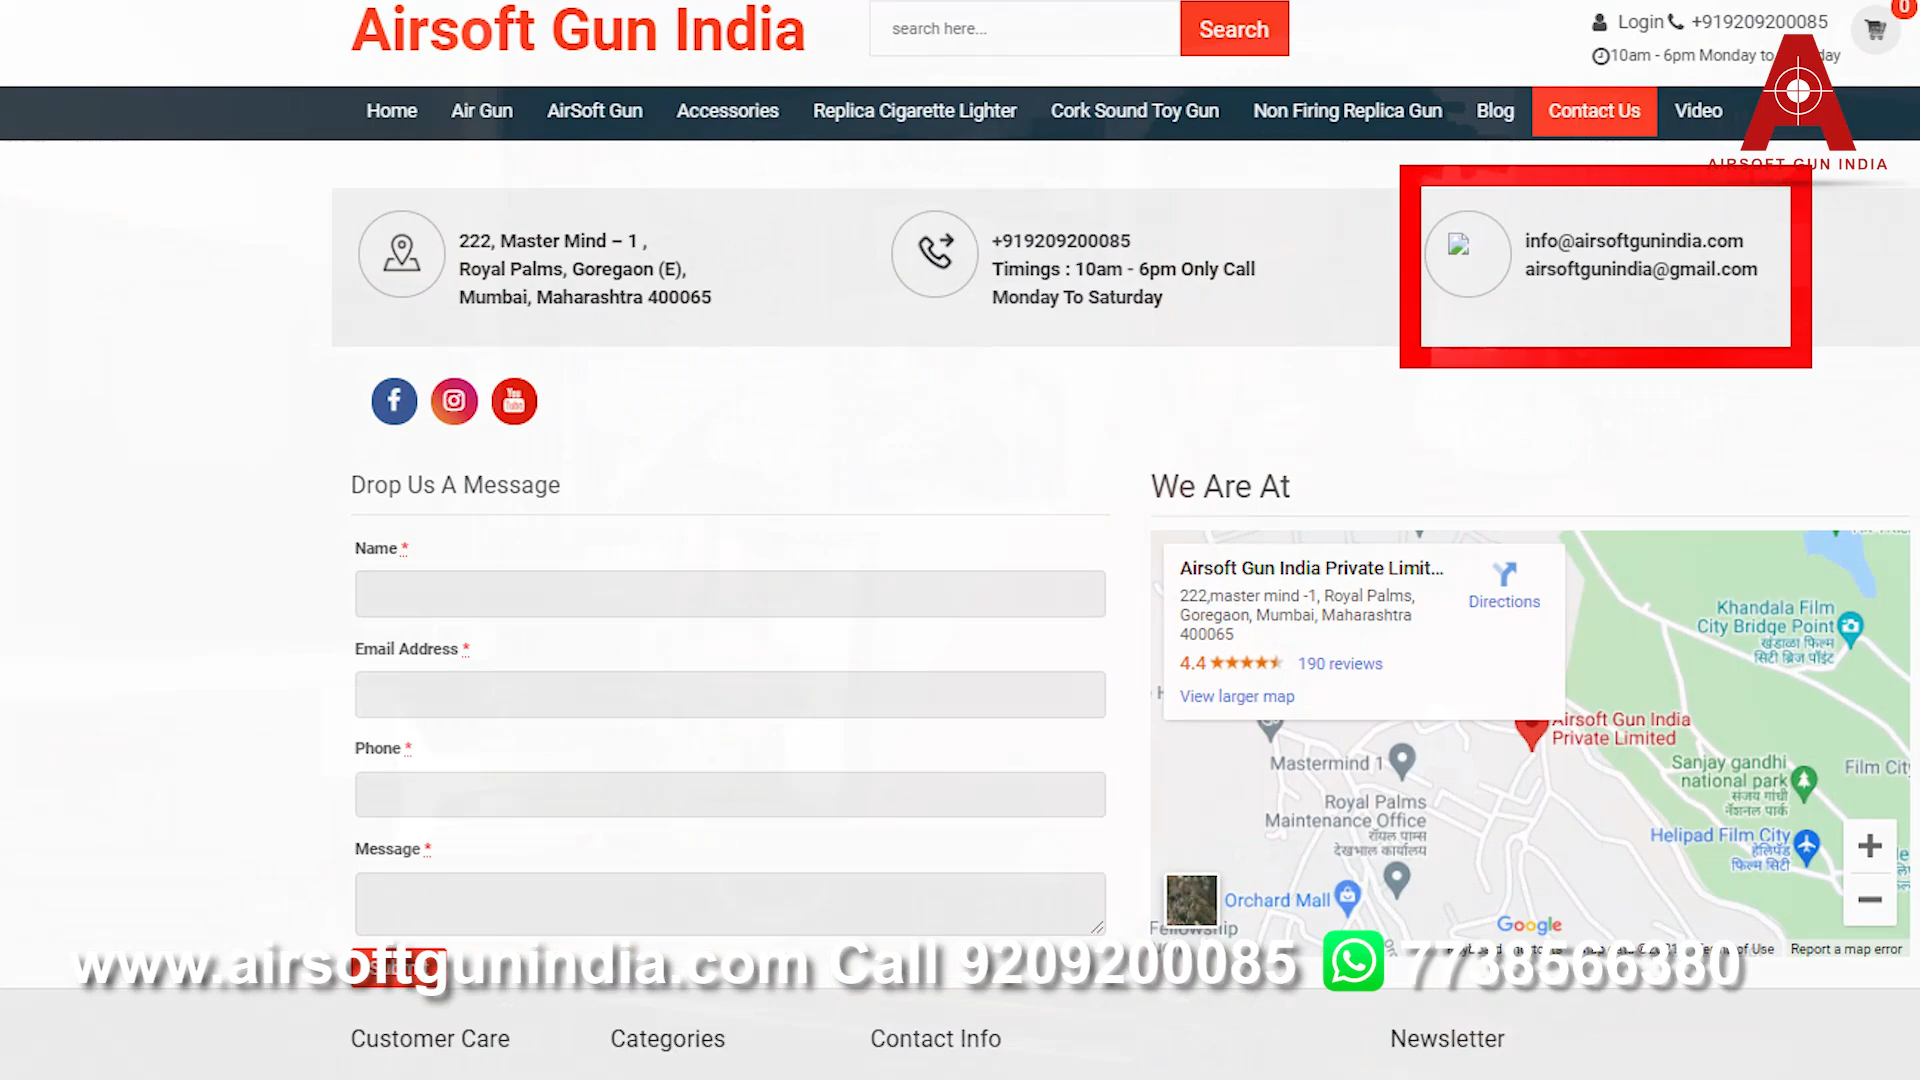 Airsoft Gun India
search here...
Search
Login
+919209200085
0
10am - 6pm Monday to
AIRSOFT GUN INDIA
Home
Air Gun
AirSoft Gun
Accessories
Replica Cigarette Lighter
Cork Sound Toy Gun
Non Firing Replica Gun
Blog
Contact Us
Video
222, Master Mind – 1 ,
Royal Palms, Goregaon (E),
Mumbai, Maharashtra 400065
+919209200085
Timings : 10am - 6pm Only Call
Monday To Saturday
info@airsoftgunindia.com
airsoftgunindia@gmail.com
You
Tube
Drop Us A Message
Name *
Email Address *
Phone *
Message *
We Are At
Airsoft Gun India Private Limit...
222,master mind -1, Royal Palms,
Goregaon, Mumbai, Maharashtra
400065
Directions
4.4
190 reviews
View larger map
Khandala Film
City Bridge Point
खंडाळा फिल्म
सिटी ब्रिज पॉइंट
Airsoft Gun India
Private Limited
Mastermind 1
Sanjay gandhi
national park
संजय गांधी
नॅशनल पार्क
Film City
Royal Palms
Maintenance Office
रॉयल पाम्स
देखभाल कार्यालय
Helipad Film City
हेलिपॅड
फिल्म सिटी
Orchard Mall
Fellowship
Google
Report a map error
www.airsoftgunindia.com Call 9209200085
7738566380
Customer Care
Categories
Contact Info
Newsletter